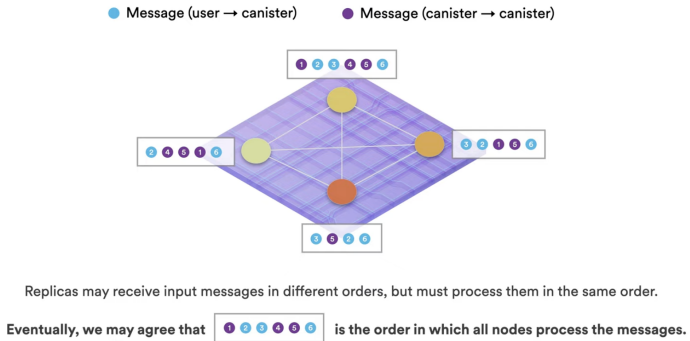 Message (user → canister) Message (canister → canister)
1 2 3 4 5 6
2 4 5 1 6
3 2 1 5 6
3 5 2 6
Replicas may receive input messages in different orders, but must process them in the same order.
Eventually, we may agree that 1 2 3 4 5 6 is the order in which all nodes process the messages.